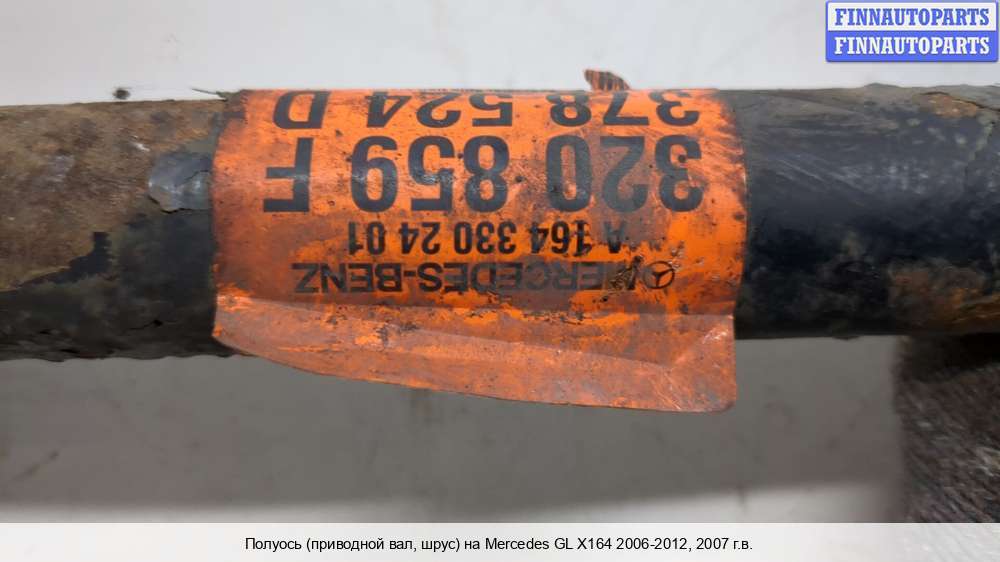 FINNAUTOPARTS
FINNAUTOPARTS
MERCEDES-BENZ
A 164 330 24 01
320 859 F
378 524 D
Полуось (приводной вал, шрус) на Mercedes GL X164 2006-2012, 2007 г.в.